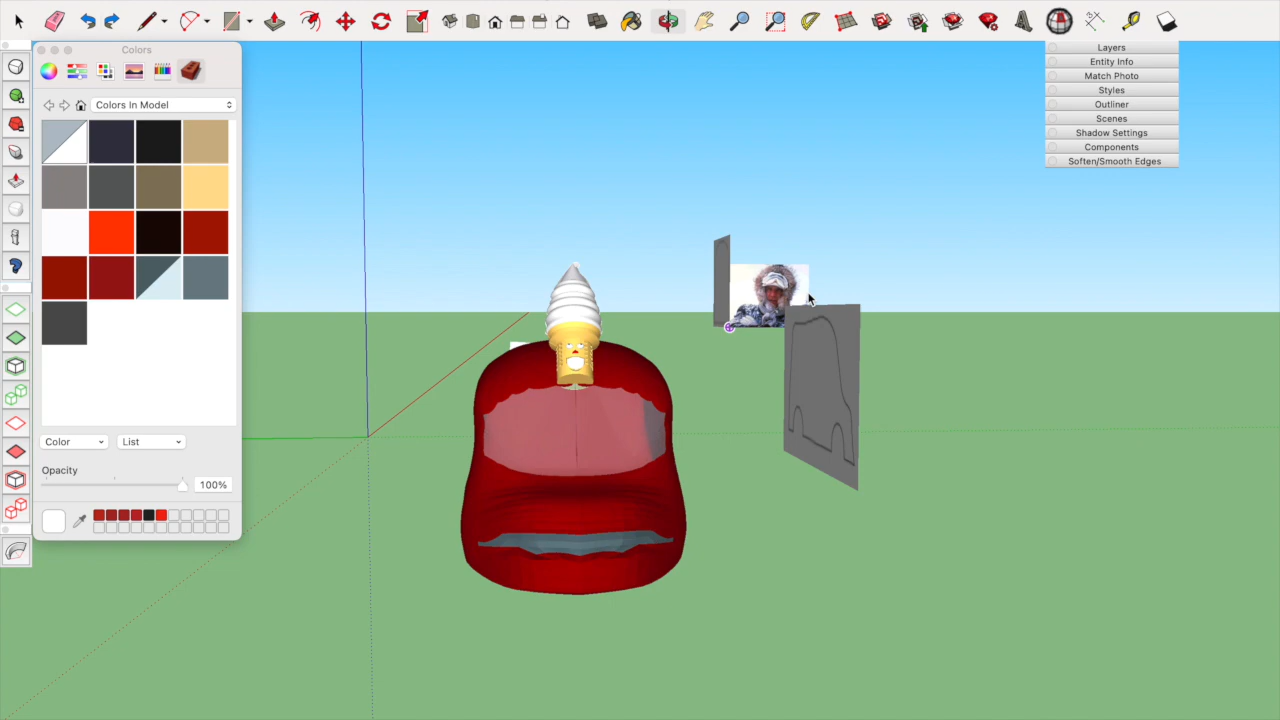 Colors
Layers
Entity Info
Match Photo
Styles
Outliner
Scenes
Shadow Settings
Components
Soften/Smooth Edges
Colors In Model
Color
List
Opacity
100%